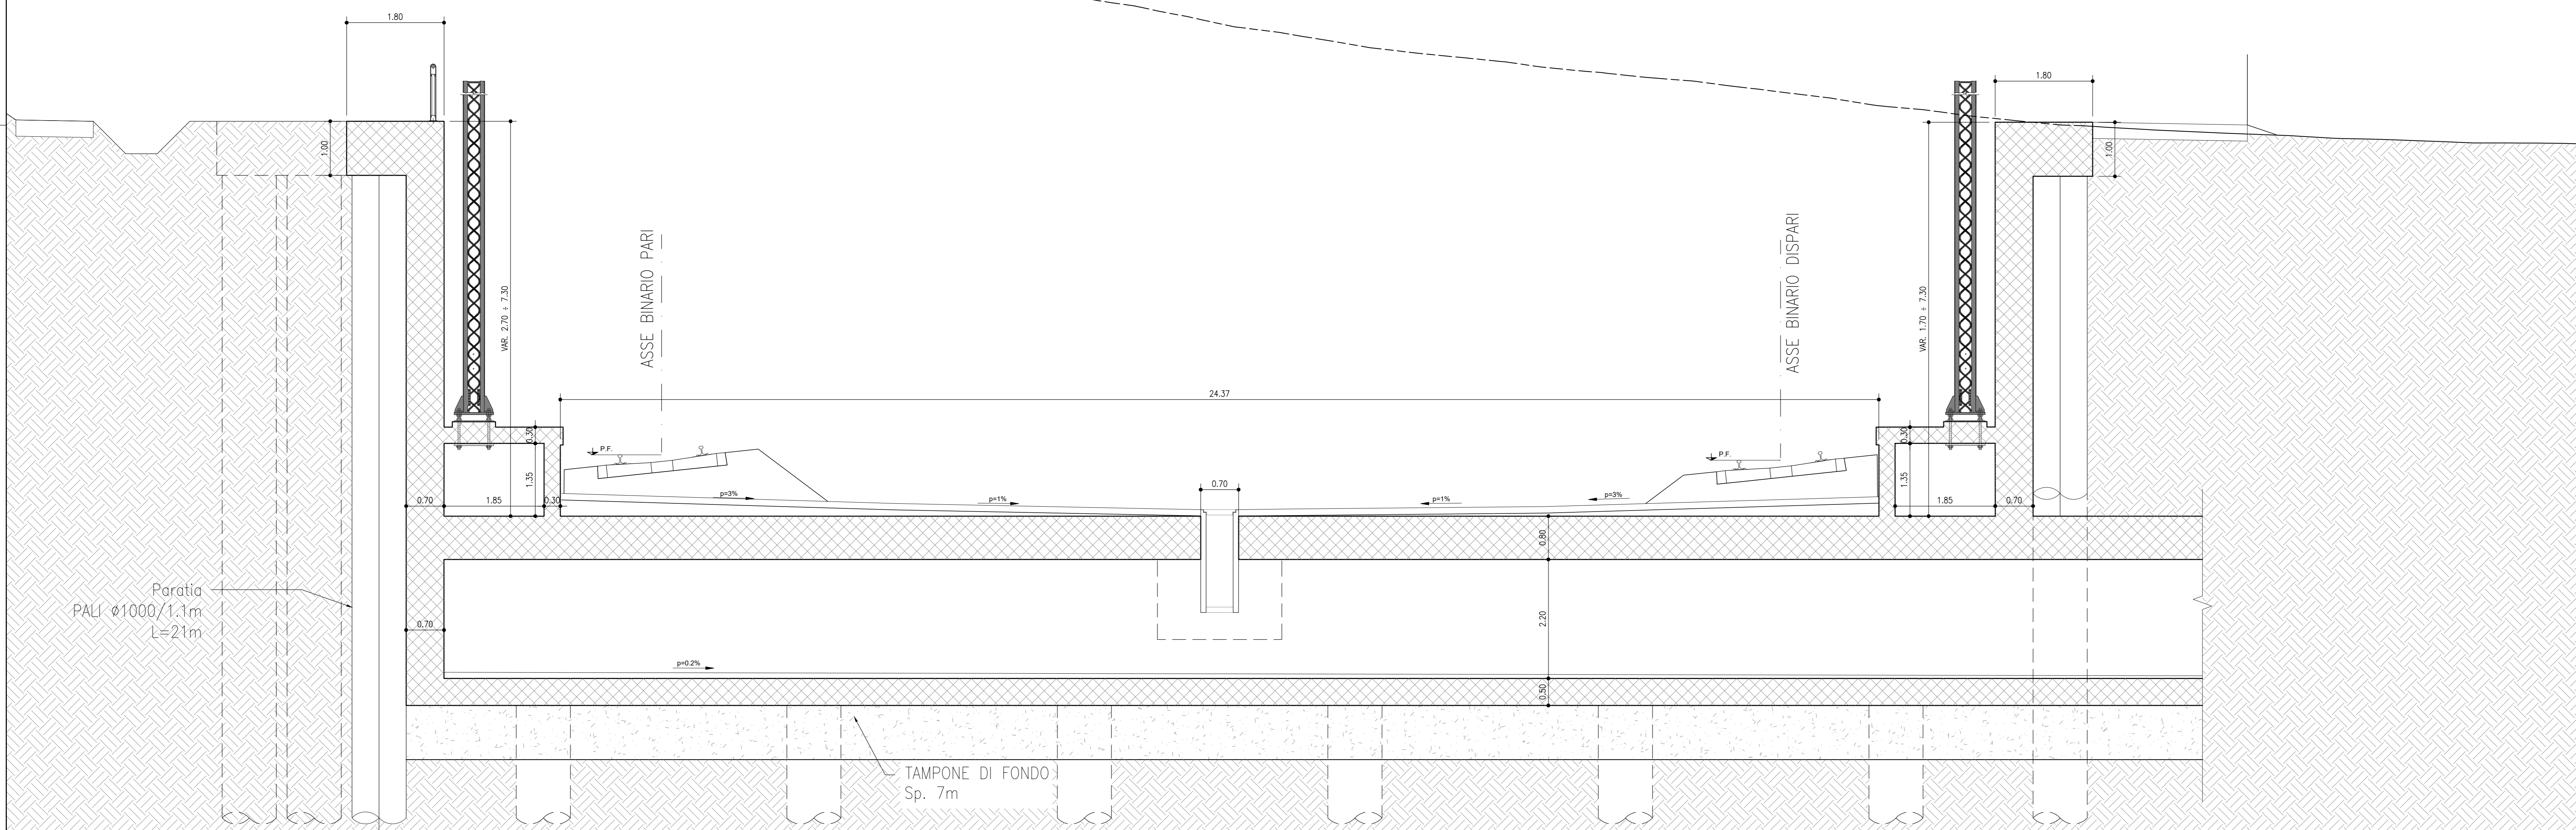 1.80
1.80
1.00
1.00
ASSE BINARIO PARI
ASSE BINARIO DISPARI
VAR. 2.70 ÷ 7.30
VAR. 1.70 ÷ 7.30
24.37
0.30
0.30
P.F.
P.F.
1.35
1.35
0.70
1.85
0.30
p=3%
p=1%
0.70
p=1%
p=3%
1.85
0.70
0.80
Paratia
PALI ø1000/1.1m
L=21m
0.70
2.20
p=0.2%
0.50
TAMPONE DI FONDO
Sp. 7m